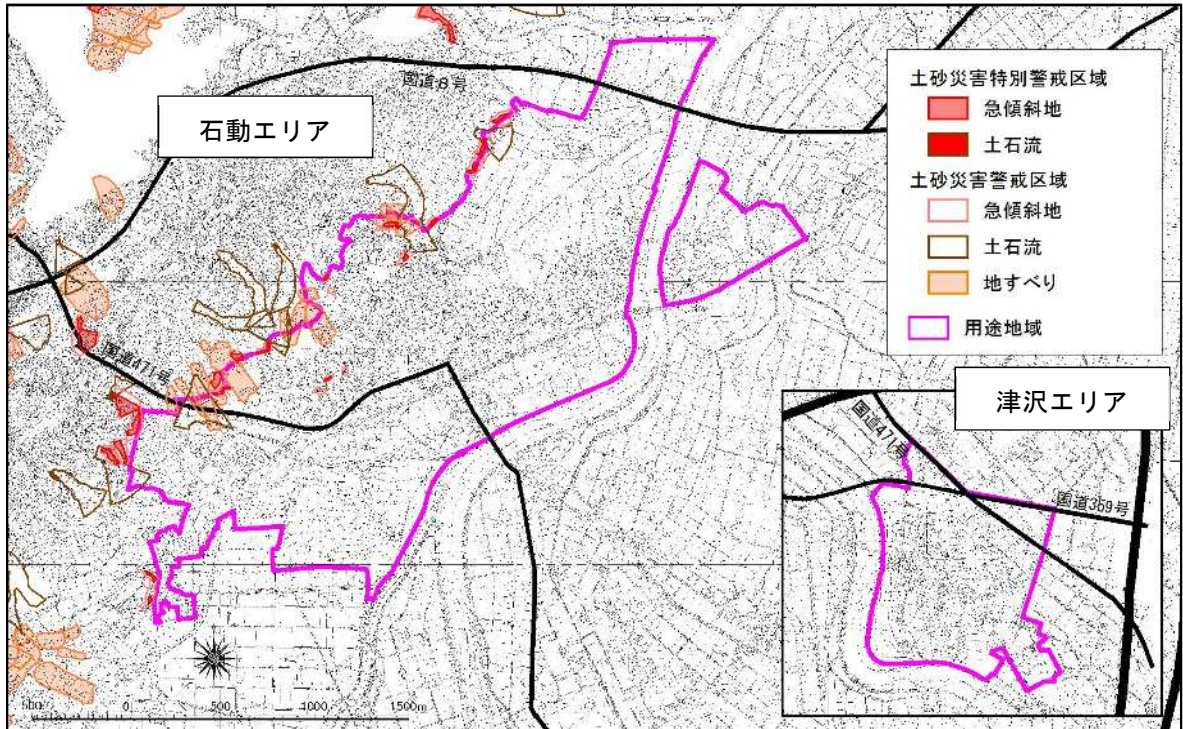 国道8号
石動エリア
国道471号
土砂災害特別警戒区域
急傾斜地
土石流
土砂災害警戒区域
急傾斜地
土石流
地すべり
用途地域
津沢エリア
国道471号
国道359号
500 0 500 1000 1500m